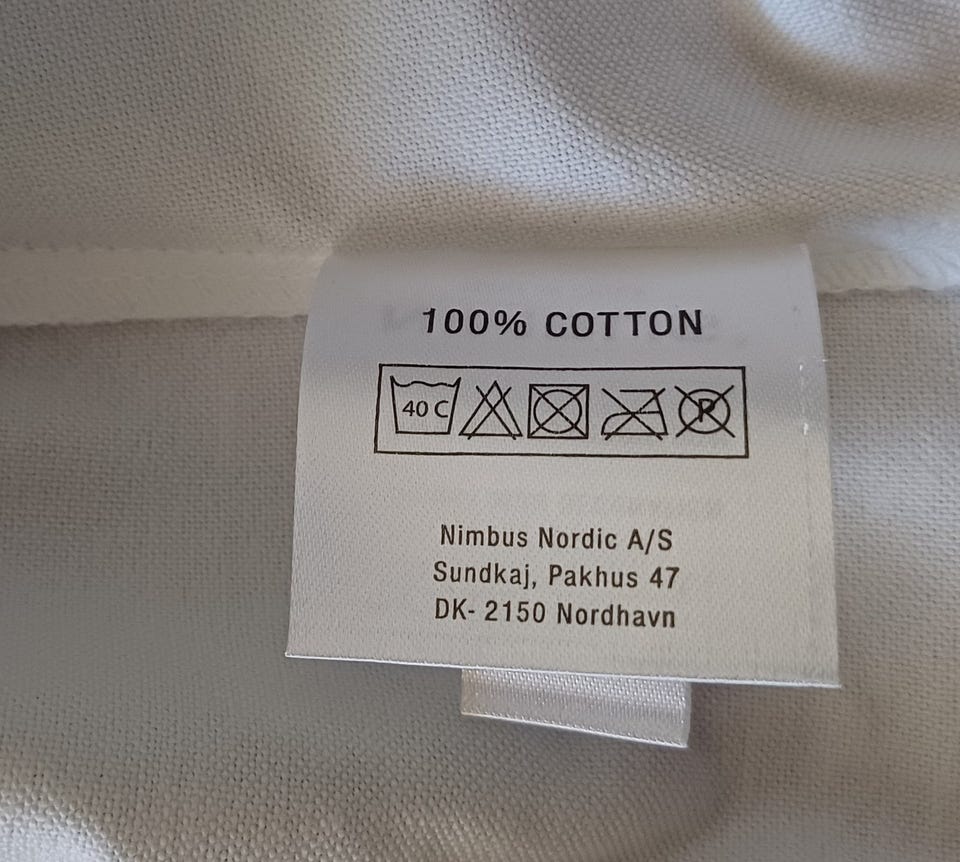 100% COTTON
40 C P
Nimbus Nordic A/S
Sundkaj, Pakhus 47
DK- 2150 Nordhavn